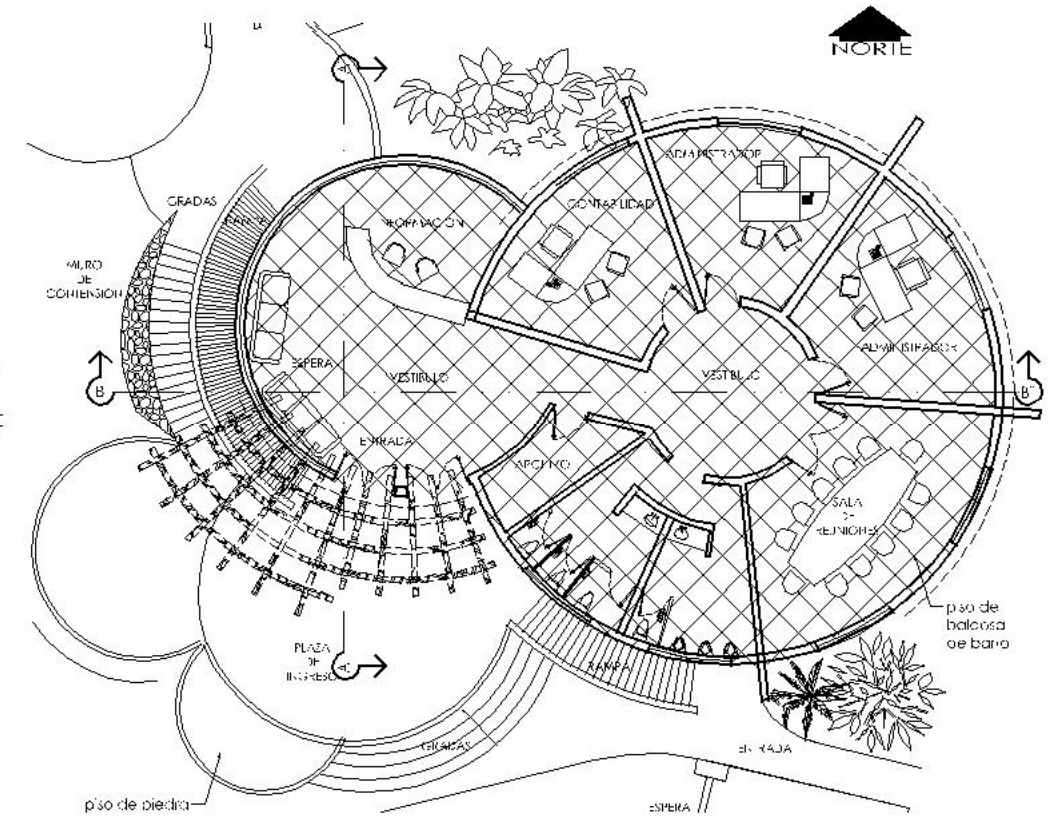 NORTE
A
ADMINISTRADOR
GRADAS
RAMPA
INFORMACION
CONTABILIDAD
MURO
DE
CONTENSION
ESPERA
VESTIBULO
VESTIBULO
ADMINISTRADOR
B
B'
ENTRADA
ARCHIVO
SALA
DE
REUNIONES
piso de
baldosa
de barro
PLAZA
DE
INGRESO
RAMPA
GRADAS
ENTRADA
piso de piedra
ESPERA